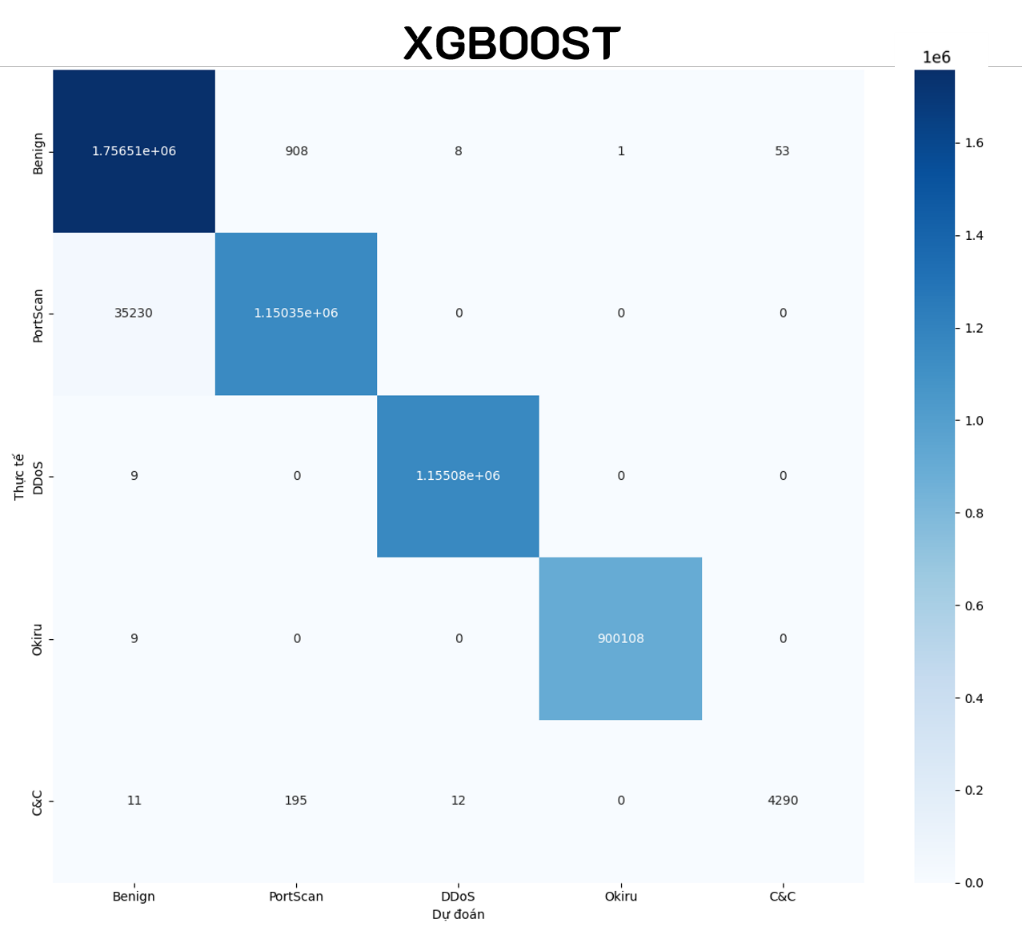 XGBOOST
1e6
Benign 1.75651e+06 908 8 1 53
PortScan 35230 1.15035e+06 0 0 0
DDoS 9 0 1.15508e+06 0 0
Okiru 9 0 0 900108 0
C&C 11 195 12 0 4290
Thực tế
Benign PortScan DDoS Okiru C&C
Dự đoán
1.6
1.4
1.2
1.0
0.8
0.6
0.4
0.2
0.0